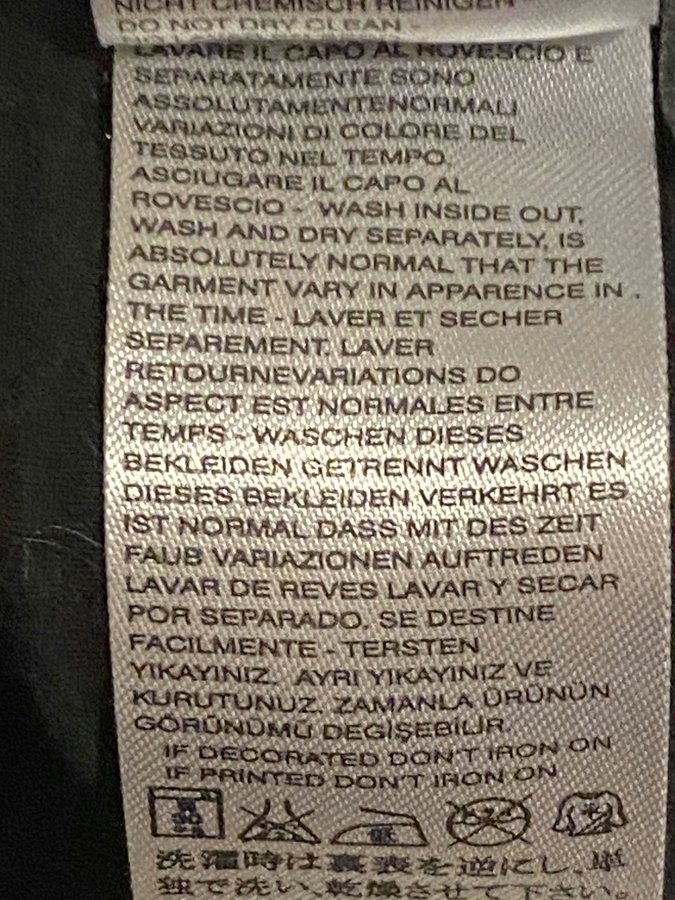 NICHT CHEMISCH REINIGEN
DO NOT DRY CLEAN -
LAVARE IL CAPO AL ROVESCIO E
SEPARATAMENTE SONO
ASSOLUTAMENTENORMALI
VARIAZIONI DI COLORE DEL
TESSUTO NEL TEMPO.
ASCIUGARE IL CAPO AL
ROVESCIO - WASH INSIDE OUT,
WASH AND DRY SEPARATELY, IS
ABSOLUTELY NORMAL THAT THE
GARMENT VARY IN APPARENCE IN .
THE TIME - LAVER ET SECHER
SEPAREMENT. LAVER
RETOURNEVARIATIONS DO
ASPECT EST NORMALES ENTRE
TEMPS - WASCHEN DIESES
BEKLEIDEN GETRENNT WASCHEN
DIESES BEKLEIDEN VERKEHRT ES
IST NORMAL DASS MIT DES ZEIT
FAUB VARIAZIONEN AUFTREDEN
LAVAR DE REVES LAVAR Y SECAR
POR SEPARADO. SE DESTINE
FACILMENTE - TERSTEN
YIKAYINIZ. AYRI YIKAYINIZ VE
KURUTUNUZ. ZAMANLA ÜRÜNÜN
GÖRÜNÜMÜ DEGIŞEBILIR.
IF DECORATED DON'T IRON ON
IF PRINTED DON'T IRON ON
洗濯時は裏表を逆にし、単
独で洗い、乾燥させて下さい。